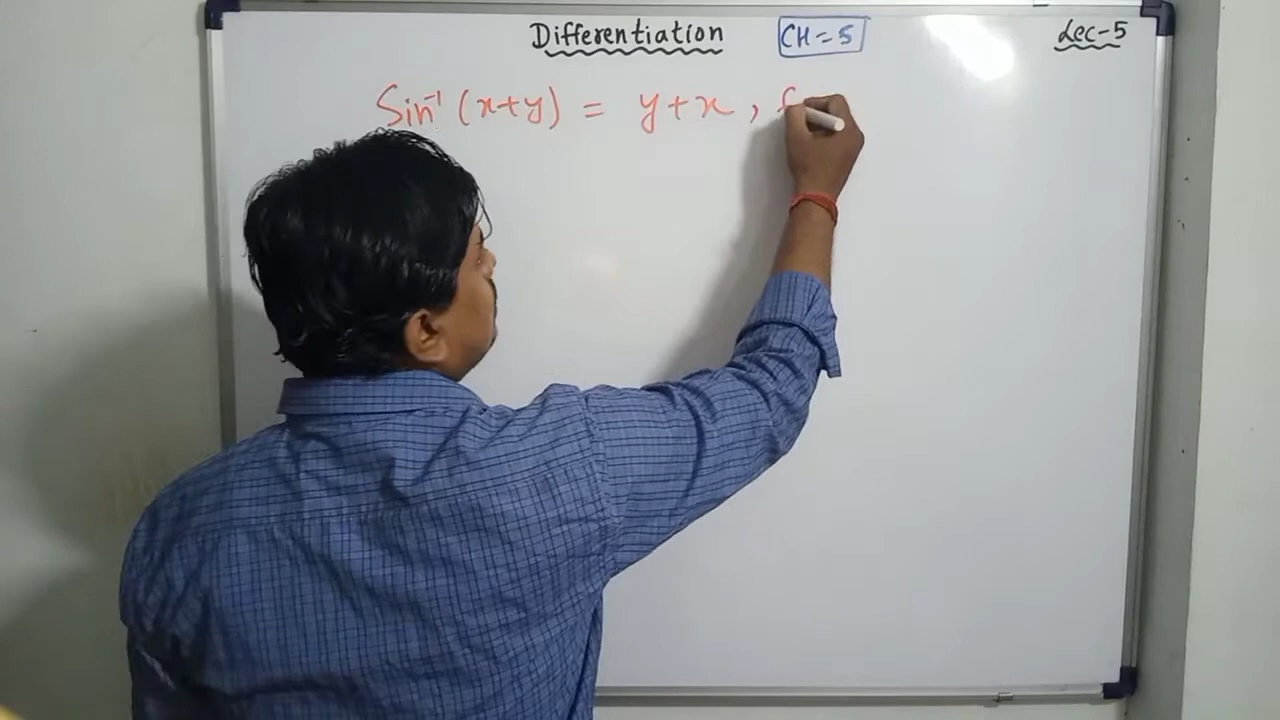 Differentiation CH=5 Lec-5
Sin⁻¹ (x+y) = y+x, f